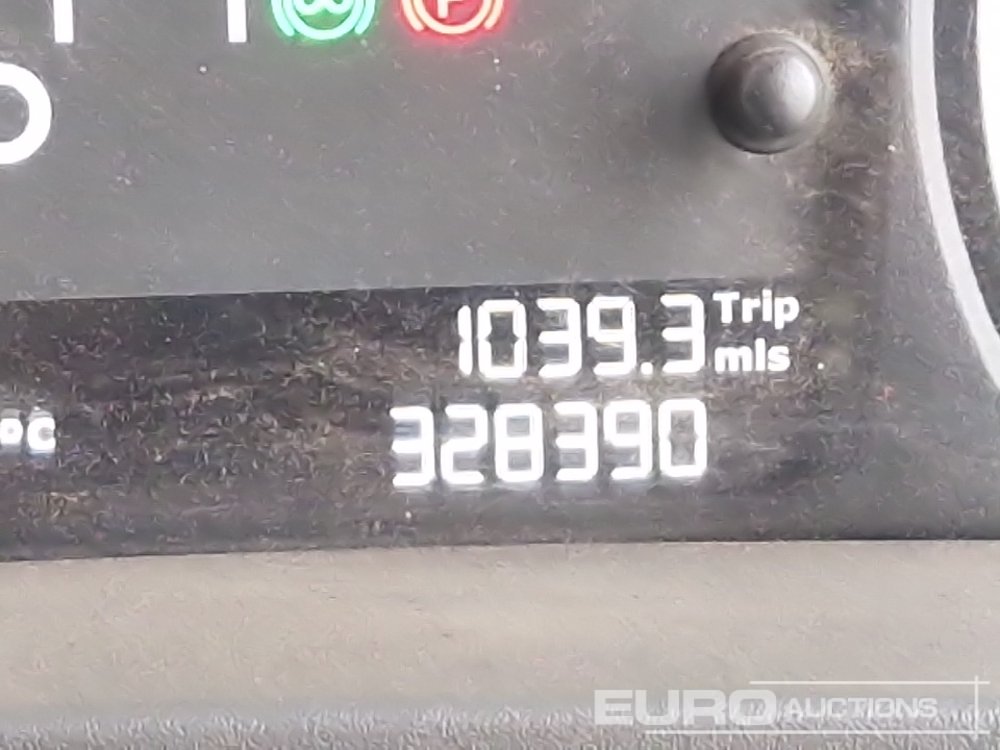 P
1039.3 Trip
mls
328390
°C
EURO AUCTIONS